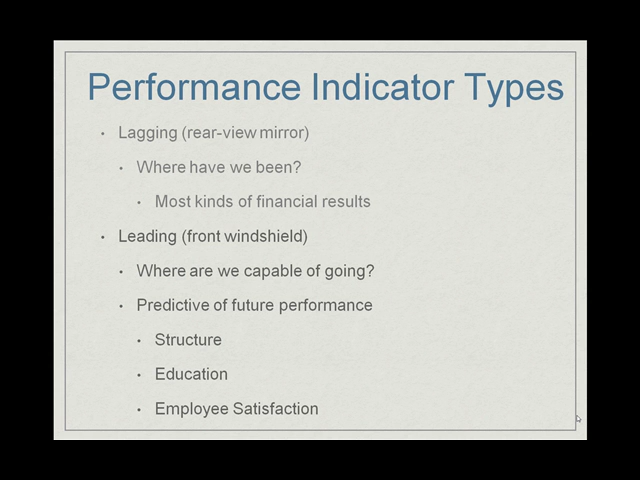 Performance Indicator Types
• Lagging (rear-view mirror)
• Where have we been?
• Most kinds of financial results
• Leading (front windshield)
• Where are we capable of going?
• Predictive of future performance
• Structure
• Education
• Employee Satisfaction